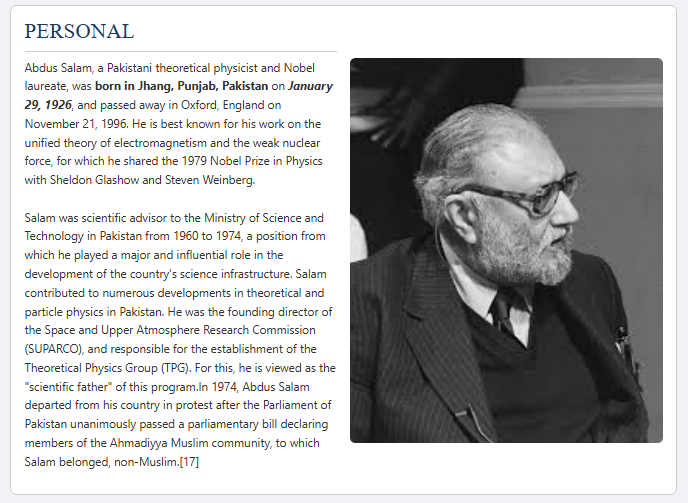 PERSONAL
Abdus Salam, a Pakistani theoretical physicist and Nobel
laureate, was born in Jhang, Punjab, Pakistan on January
29, 1926, and passed away in Oxford, England on
November 21, 1996. He is best known for his work on the
unified theory of electromagnetism and the weak nuclear
force, for which he shared the 1979 Nobel Prize in Physics
with Sheldon Glashow and Steven Weinberg.
Salam was scientific advisor to the Ministry of Science and
Technology in Pakistan from 1960 to 1974, a position from
which he played a major and influential role in the
development of the country's science infrastructure. Salam
contributed to numerous developments in theoretical and
particle physics in Pakistan. He was the founding director of
the Space and Upper Atmosphere Research Commission
(SUPARCO), and responsible for the establishment of the
Theoretical Physics Group (TPG). For this, he is viewed as the
"scientific father" of this program.In 1974, Abdus Salam
departed from his country in protest after the Parliament of
Pakistan unanimously passed a parliamentary bill declaring
members of the Ahmadiyya Muslim community, to which
Salam belonged, non-Muslim.[17]